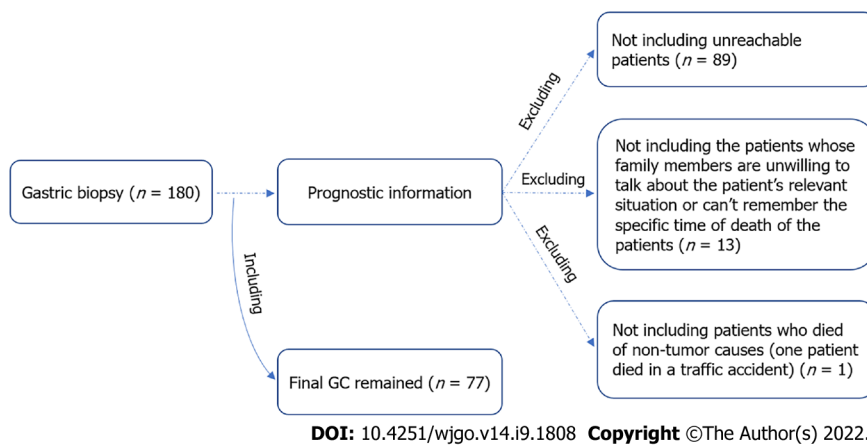 Gastric biopsy (n = 180)
Including
Prognostic information
Final GC remained (n = 77)
Excluding
Not including unreachable
patients (n = 89)
Excluding
Not including the patients whose
family members are unwilling to
talk about the patient's relevant
situation or can't remember the
specific time of death of the
patients (n = 13)
Excluding
Not including patients who died
of non-tumor causes (one patient
died in a traffic accident) (n = 1)
DOI: 10.4251/wjgo.v14.i9.1808 Copyright ©The Author(s) 2022.